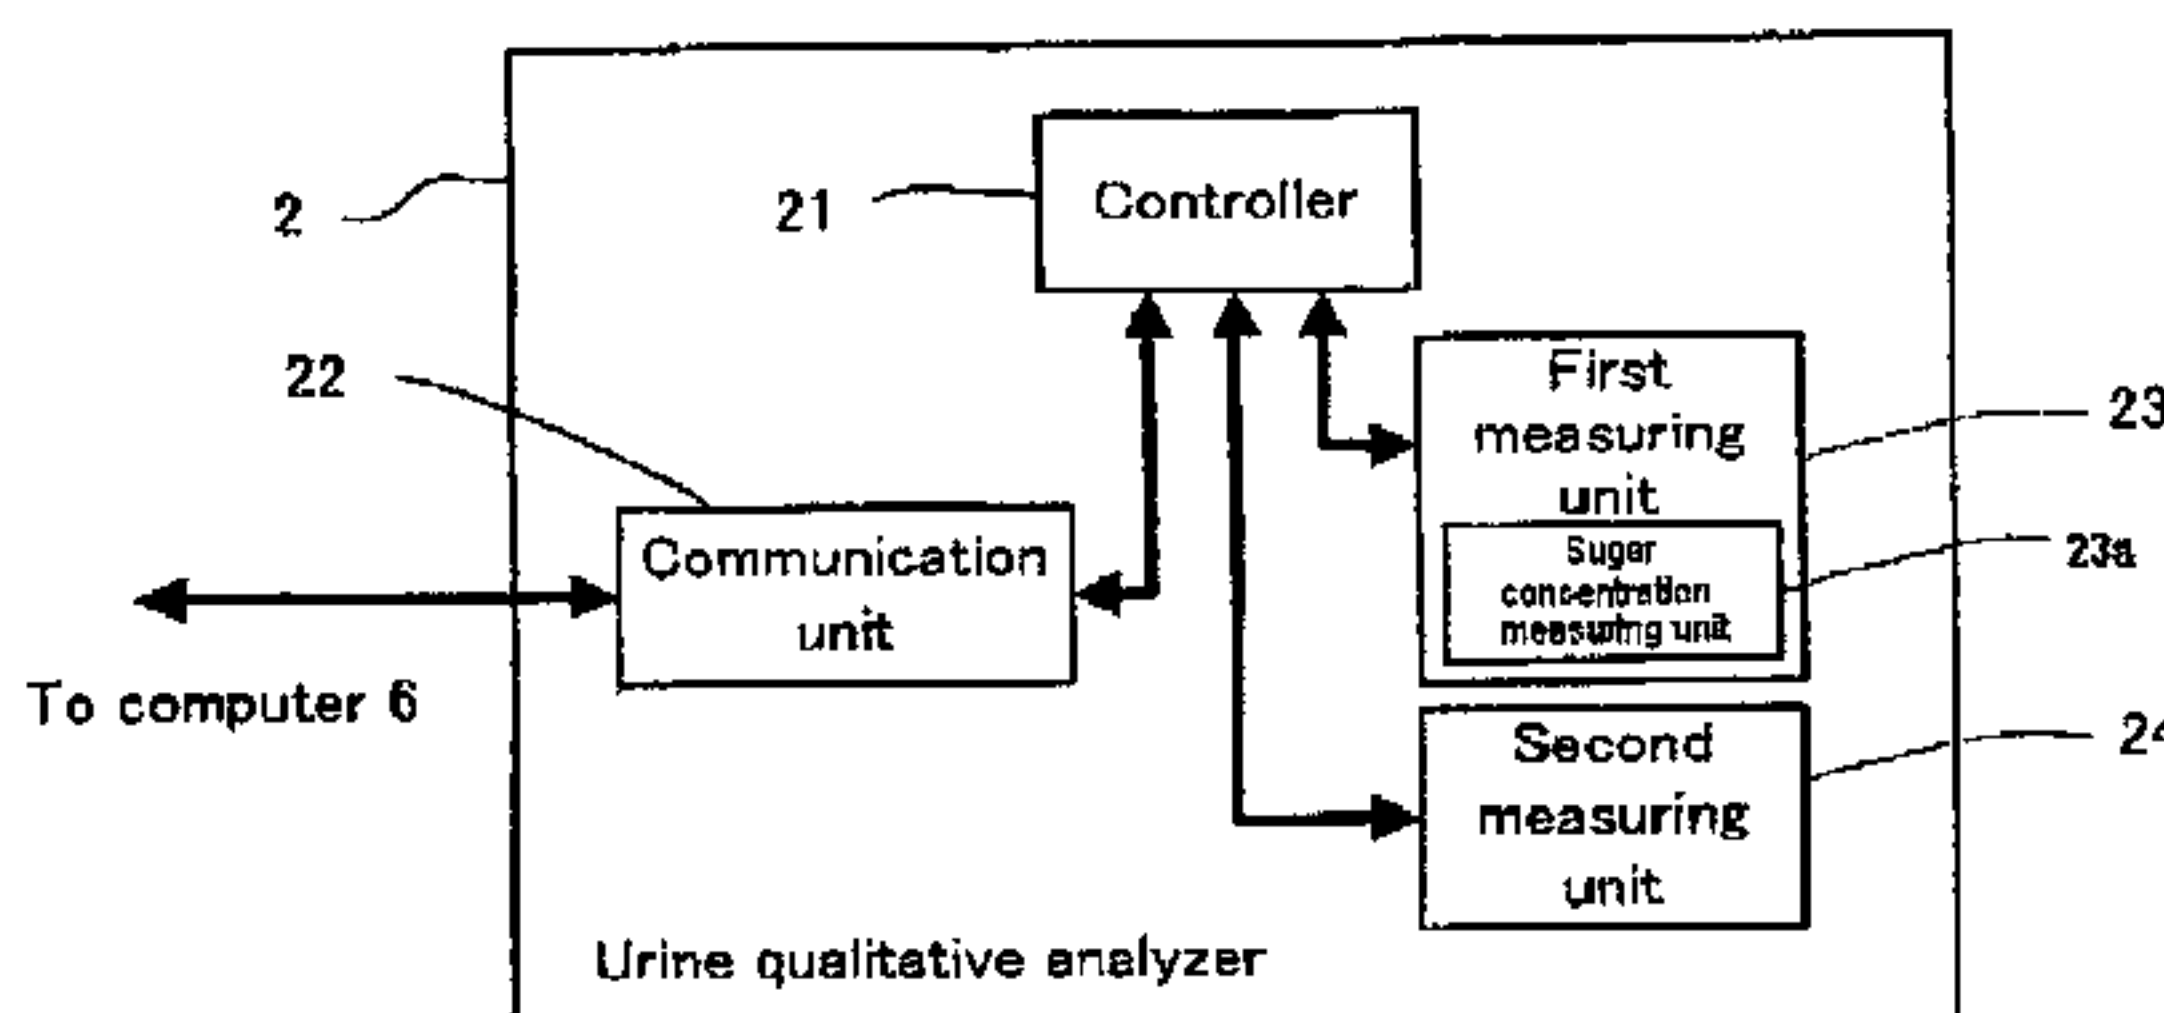 2
21
Controller
22
First
measuring
unit
23
Sugar
concentration
measuring unit
23a
Communication
unit
To computer 6
Second
measuring
unit
24
Urine qualitative analyzer